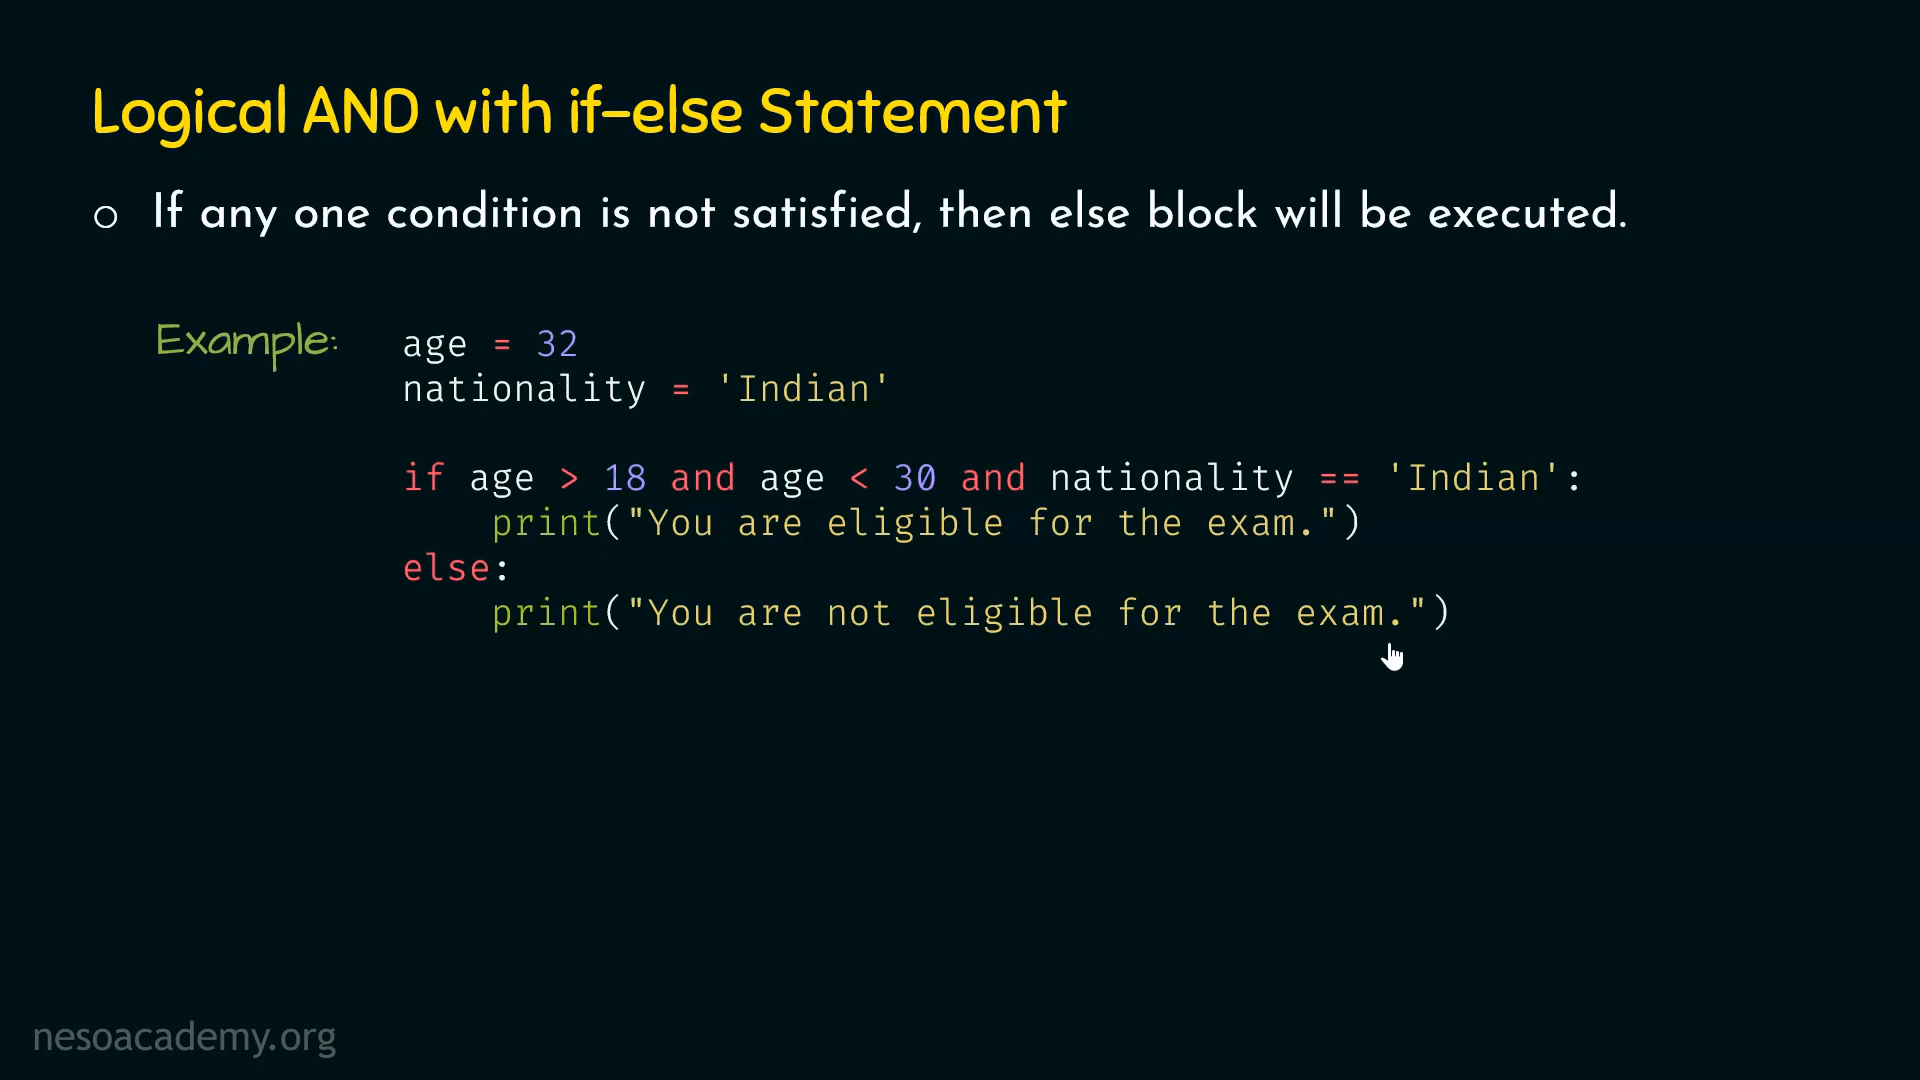 Logical AND with if-else Statement
○ If any one condition is not satisfied, then else block will be executed.
Example:
age = 32
nationality = 'Indian'
if age > 18 and age < 30 and nationality == 'Indian':
    print("You are eligible for the exam.")
else:
    print("You are not eligible for the exam.")
nesoacademy.org